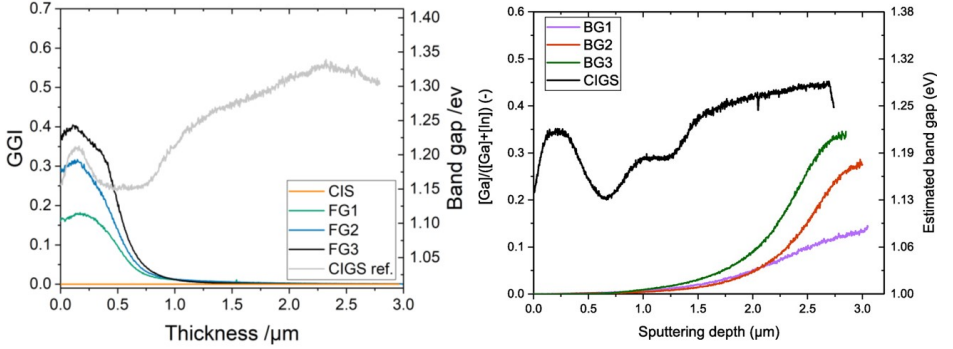 0.7
0.6
0.5
0.4
0.3
0.2
0.1
0.0
GGI
0.0 0.5 1.0 1.5 2.0 2.5 3.0
Thickness /µm
1.40
1.35
1.30
1.25
1.20
1.15
1.10
1.05
Band gap /ev
CIS
FG1
FG2
FG3
CIGS ref.
0.6
0.5
0.4
0.3
0.2
0.1
0.0
[Ga]/([Ga]+[In]) (-)
BG1
BG2
BG3
CIGS
0.0 0.5 1.0 1.5 2.0 2.5 3.0
Sputtering depth (µm)
1.38
1.32
1.25
1.19
1.13
1.06
1.00
Estimated band gap (eV)